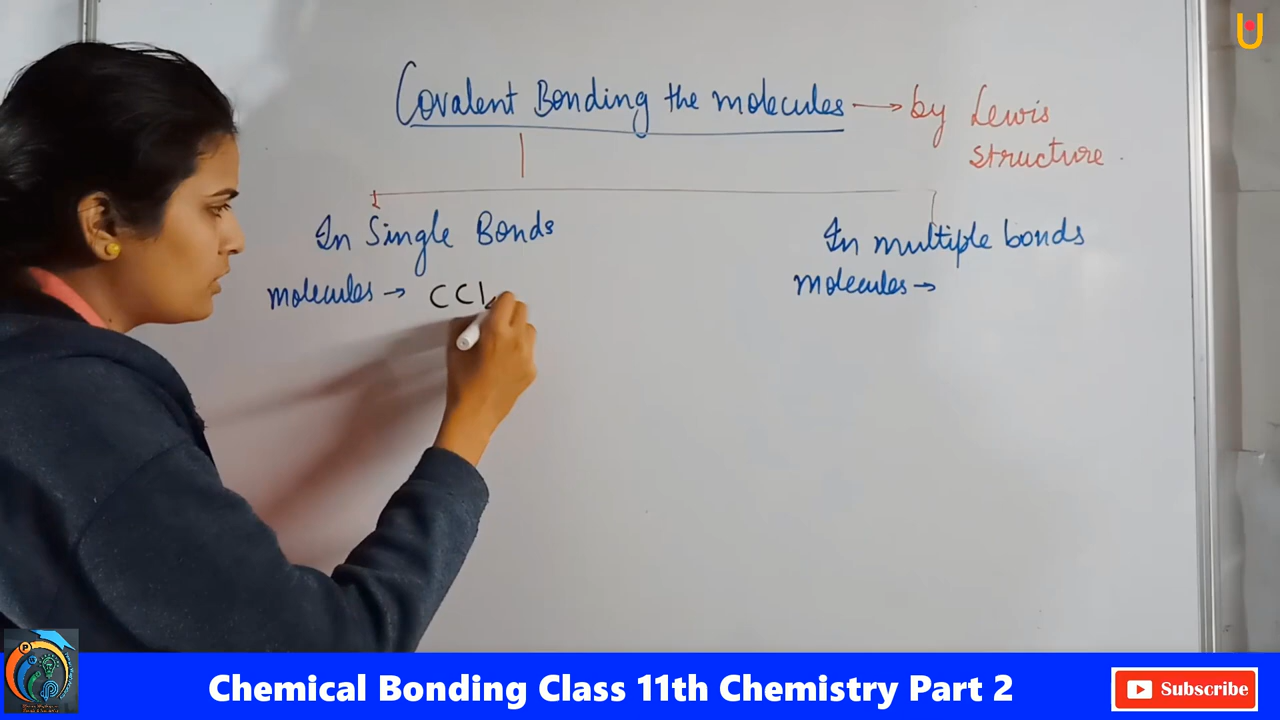 Covalent Bonding the molecules → by Lewis
structure
In Single Bonds
In multiple bonds
molecules → CCl
molecules →
Chemical Bonding Class 11th Chemistry Part 2
Subscribe